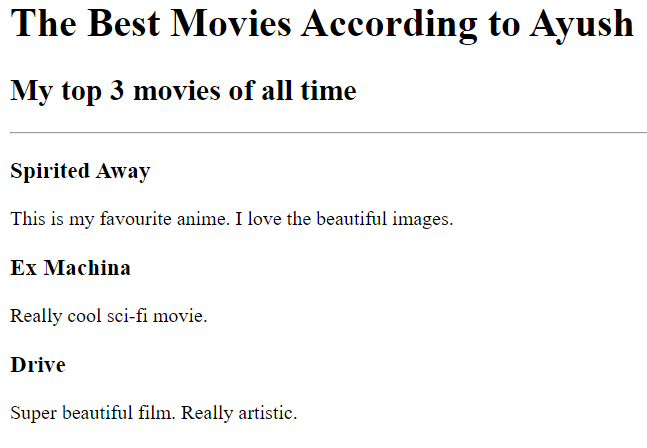 The Best Movies According to Ayush
My top 3 movies of all time
Spirited Away
This is my favourite anime. I love the beautiful images.
Ex Machina
Really cool sci-fi movie.
Drive
Super beautiful film. Really artistic.